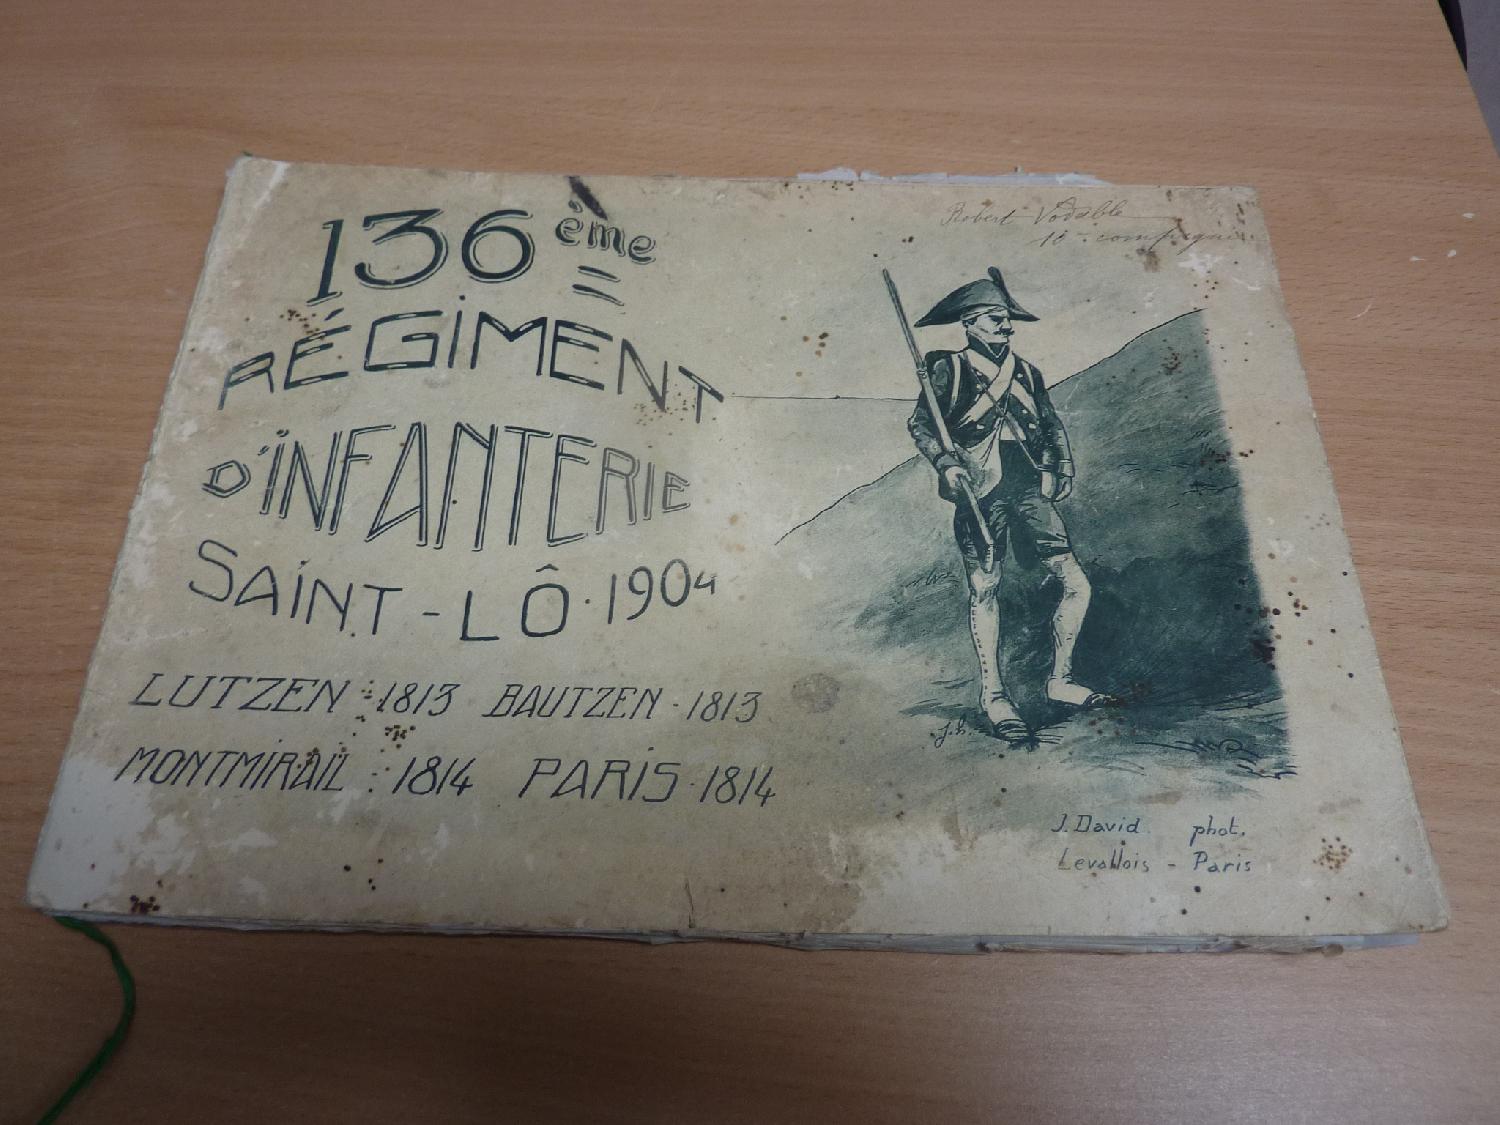 136ème
RÉGIMENT
D'INFANTERIE
SAINT-LÔ · 1904
LUTZEN : 1813 BAUTZEN · 1813
MONTMIRAIL : 1814 PARIS · 1814
Robert Vodable
compagnie
J. David phot.
Levallois - Paris